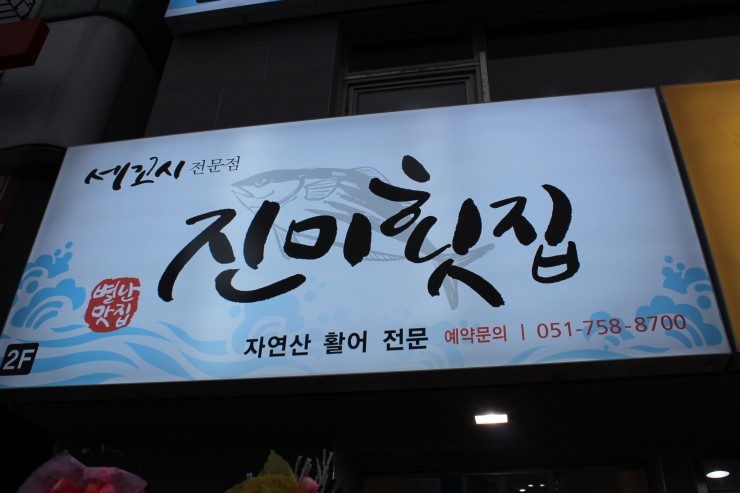 세꼬시 전문점
진미횟집
별난
맛집
자연산 활어 전문 예약문의 | 051-758-8700
2F